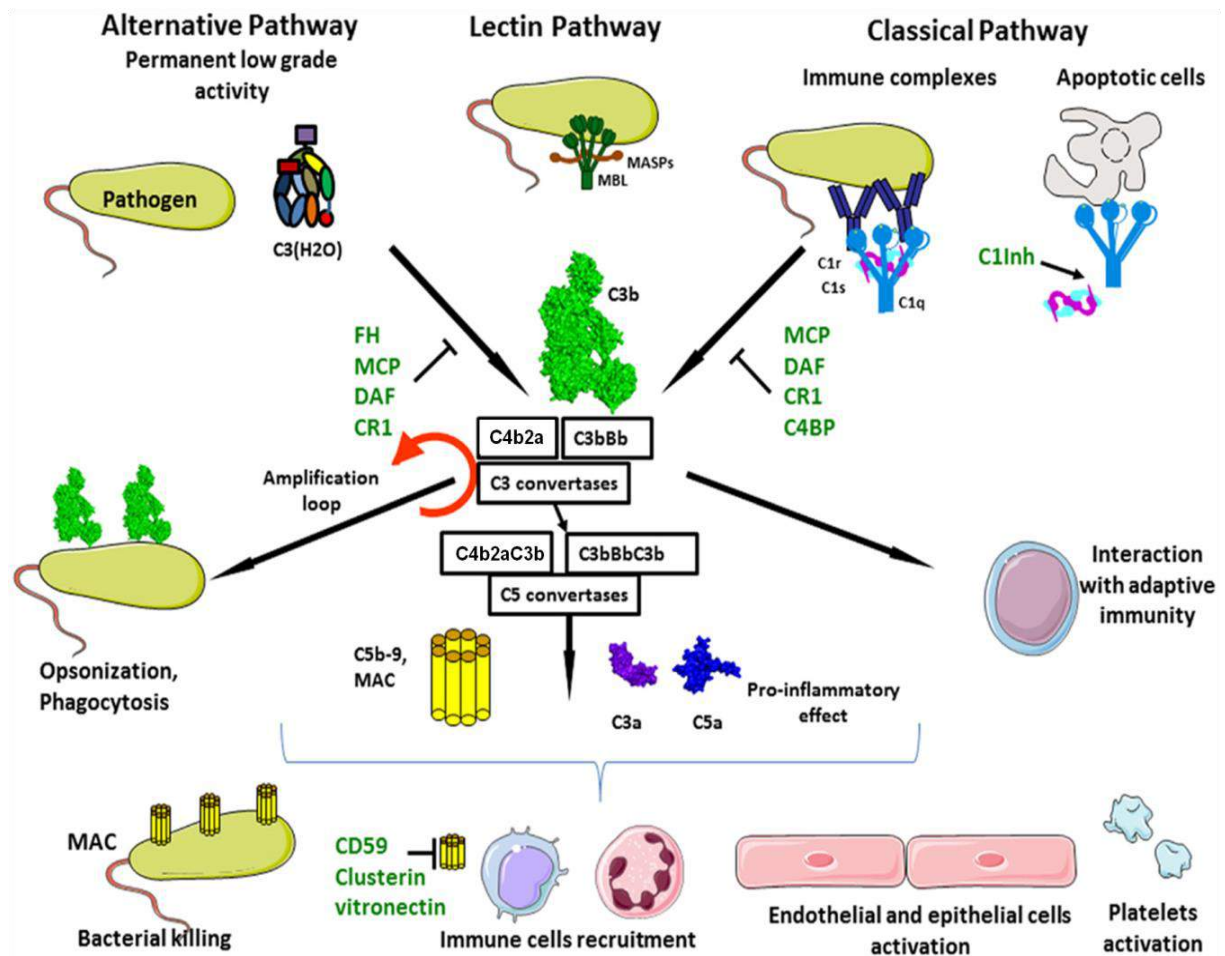 Alternative Pathway
Permanent low grade
activity
Pathogen
C3(H2O)
Lectin Pathway
MASPs
MBL
Classical Pathway
Immune complexes
Apoptotic cells
C1r
C1s
C1q
C1Inh
C3b
FH
MCP
DAF
CR1
MCP
DAF
CR1
C4BP
C4b2a
C3bBb
C3 convertases
Amplification
loop
C4b2aC3b
C3bBbC3b
C5 convertases
Opsonization,
Phagocytosis
Interaction
with adaptive
immunity
C5b-9,
MAC
C3a
C5a
Pro-inflammatory
effect
MAC
Bacterial killing
CD59
Clusterin
vitronectin
Immune cells recruitment
Endothelial and epithelial cells
activation
Platelets
activation